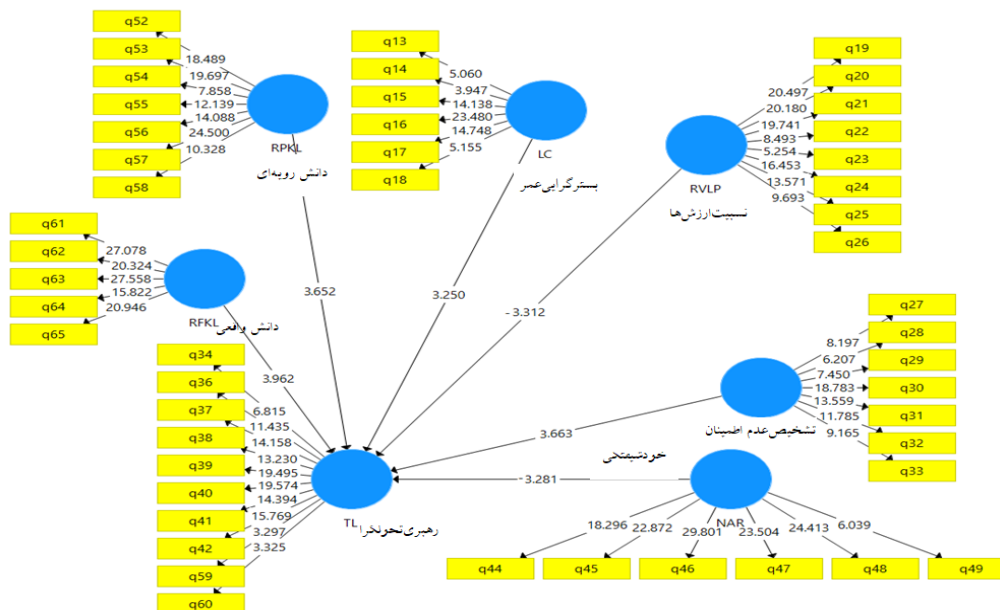 q52
q53
q54
q55
q56
q57
q58
18.489
19.697
7.858
12.139
14.088
24.500
10.328
RPKL
دانش رویه‌ای
q13
q14
q15
q16
q17
q18
5.060
3.947
14.138
23.480
14.748
5.155
LC
بسترگرایی‌عمر
q19
q20
q21
q22
q23
q24
q25
q26
20.497
20.180
19.741
8.493
5.254
16.453
13.571
9.693
RVLP
نسبیت‌ارزش‌ها
q61
q62
q63
q64
q65
27.078
20.324
27.558
15.822
20.946
RFKL
دانش واقعی
3.652
3.250
-3.312
3.962
3.663
-3.281
q27
q28
q29
q30
q31
q32
q33
8.197
6.207
7.450
18.783
13.559
11.785
9.165
تشخیص‌عدم اطمینان
q34
q36
q37
q38
q39
q40
q41
q42
q59
q60
6.815
11.435
14.158
13.230
19.495
19.574
14.394
15.769
3.297
3.325
TL
رهبری‌تحولگرا
خودشیفتگی
NAR
18.296
22.872
29.801
23.504
24.413
6.039
q44
q45
q46
q47
q48
q49